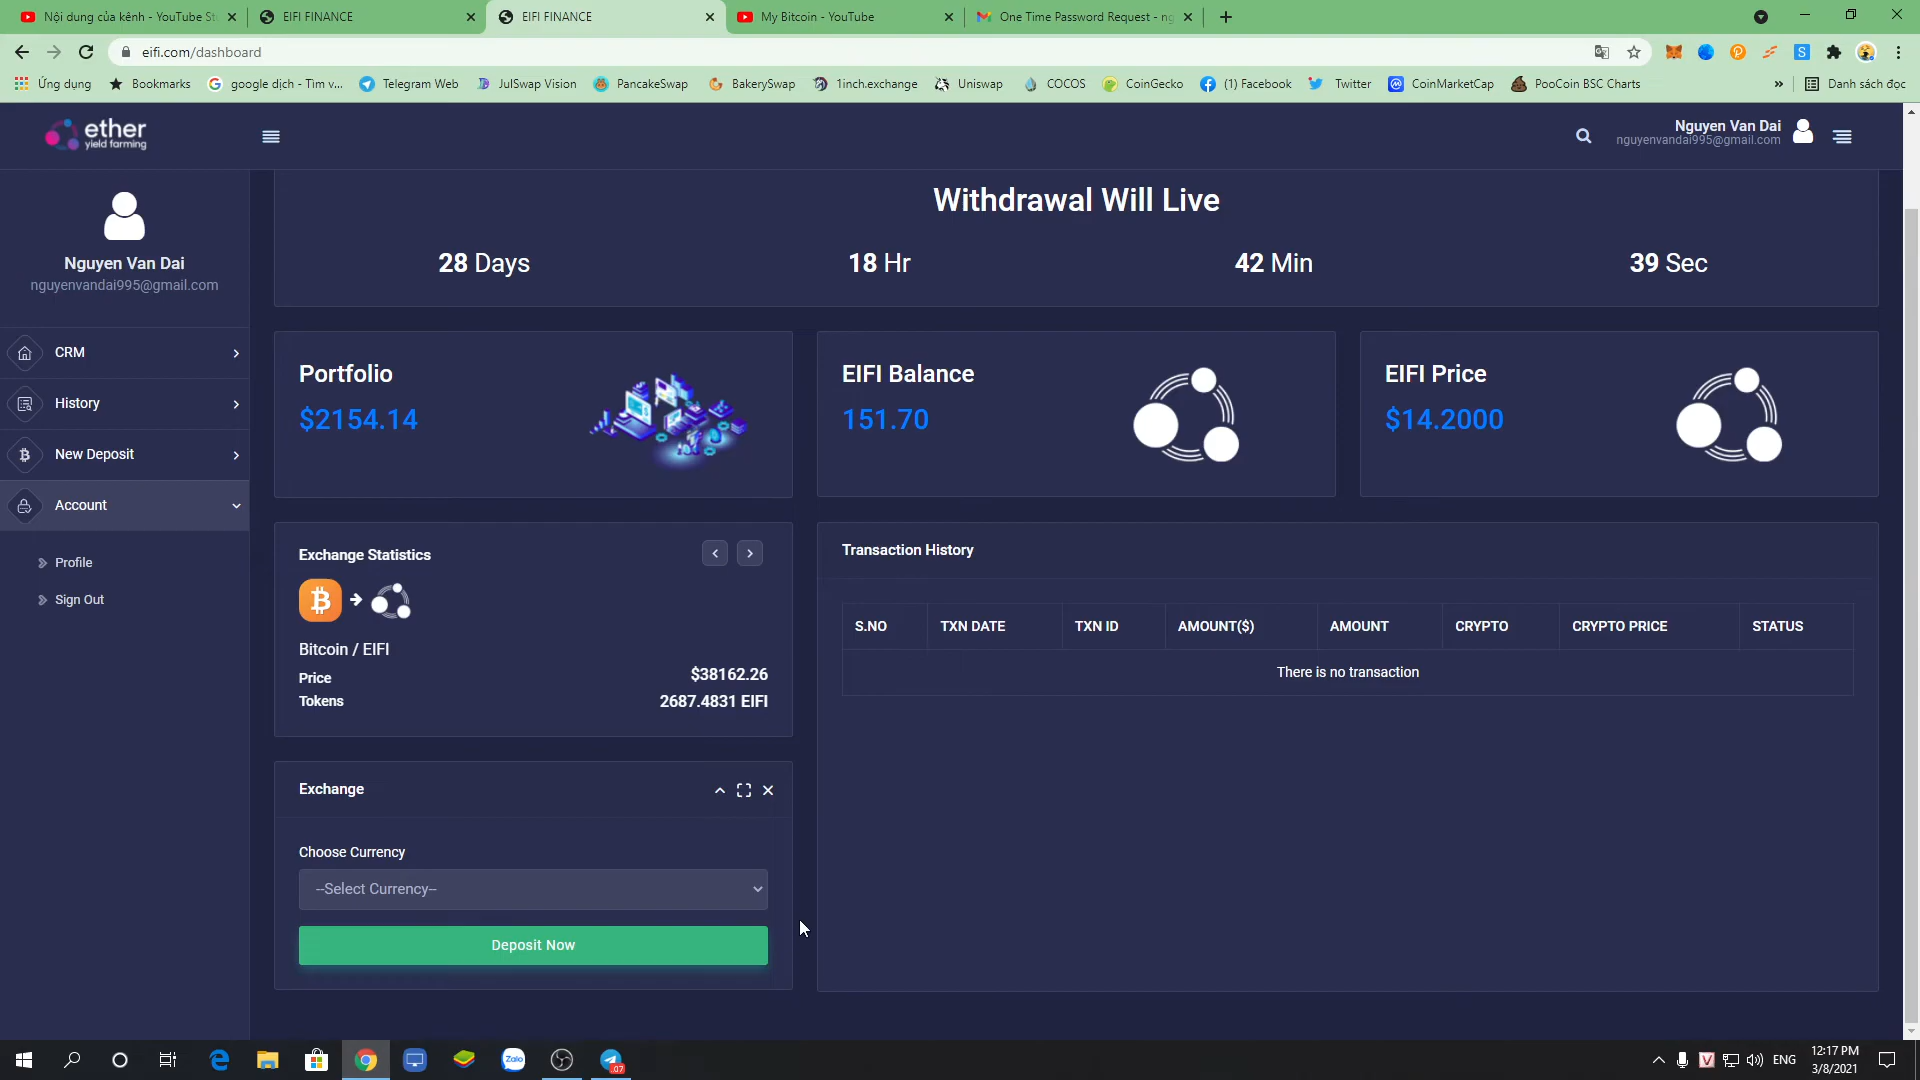 Nội dung của kênh - YouTube St
EIFI FINANCE
EIFI FINANCE
My Bitcoin - YouTube
One Time Password Request - ng
eifi.com/dashboard
Ứng dụng
Bookmarks
google dịch - Tìm v...
Telegram Web
JulSwap Vision
PancakeSwap
BakerySwap
1inch.exchange
Uniswap
COCOS
CoinGecko
(1) Facebook
Twitter
CoinMarketCap
PooCoin BSC Charts
»
Danh sách đọc
ether
yield farming
Nguyen Van Dai
nguyenvandai995@gmail.com
Nguyen Van Dai
nguyenvandai995@gmail.com
CRM
History
New Deposit
Account
Profile
Sign Out
Withdrawal Will Live
28 Days
18 Hr
42 Min
39 Sec
Portfolio
$2154.14
EIFI Balance
151.70
EIFI Price
$14.2000
Exchange Statistics
Bitcoin / EIFI
Price
$38162.26
Tokens
2687.4831 EIFI
Exchange
Choose Currency
--Select Currency--
Deposit Now
Transaction History
S.NO
TXN DATE
TXN ID
AMOUNT($)
AMOUNT
CRYPTO
CRYPTO PRICE
STATUS
There is no transaction
Zalo
.07
ENG
12:17 PM
3/8/2021